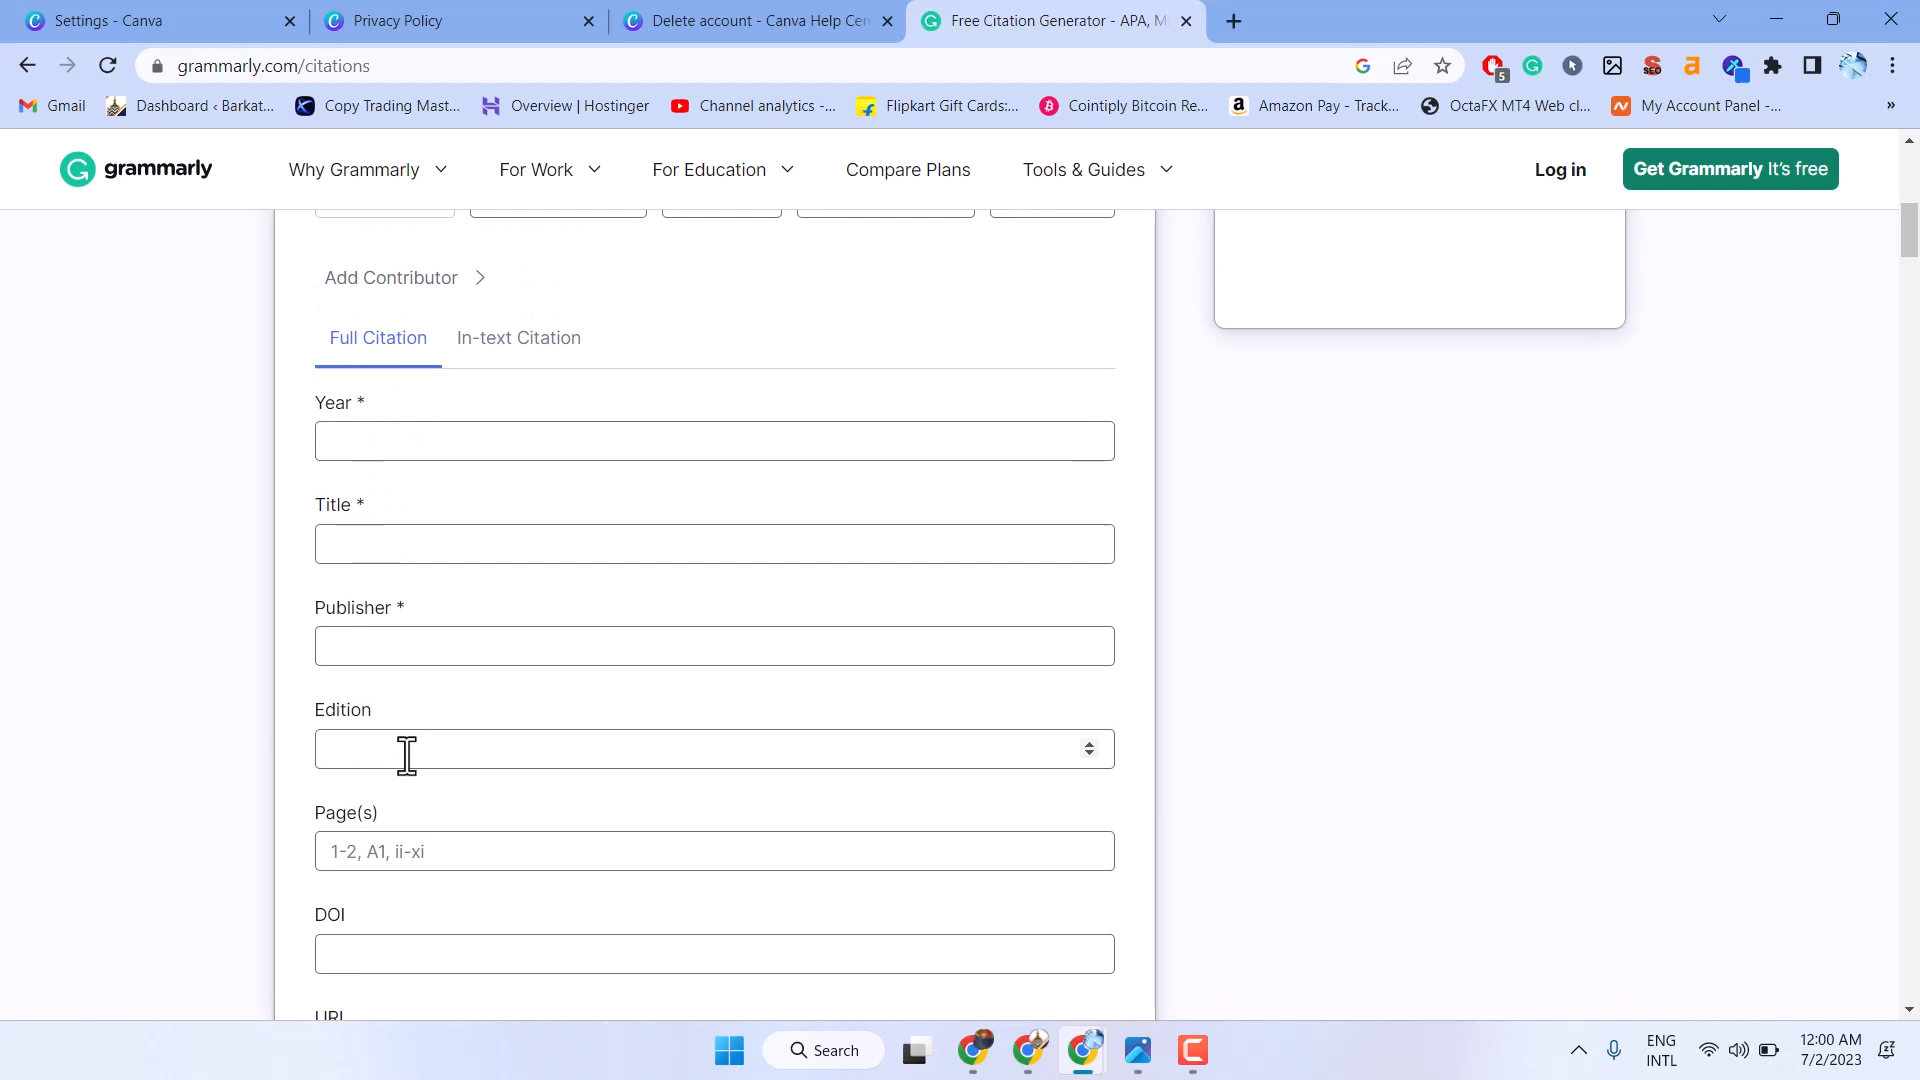 Settings - Canva
Privacy Policy
Delete account - Canva Help Cen
Free Citation Generator - APA, M
grammarly.com/citations
5
SEO
Gmail
Dashboard ‹ Barkat...
Copy Trading Mast...
Overview | Hostinger
Channel analytics -...
Flipkart Gift Cards:...
Cointiply Bitcoin Re...
Amazon Pay - Track...
OctaFX MT4 Web cl...
My Account Panel -...
»
grammarly
Why Grammarly
For Work
For Education
Compare Plans
Tools & Guides
Log in
Get Grammarly It's free
Add Contributor
Full Citation
In-text Citation
Year *
Title *
Publisher *
Edition
Page(s)
1-2, A1, ii-xi
DOI
URL
Search
ENG
INTL
12:00 AM
7/2/2023